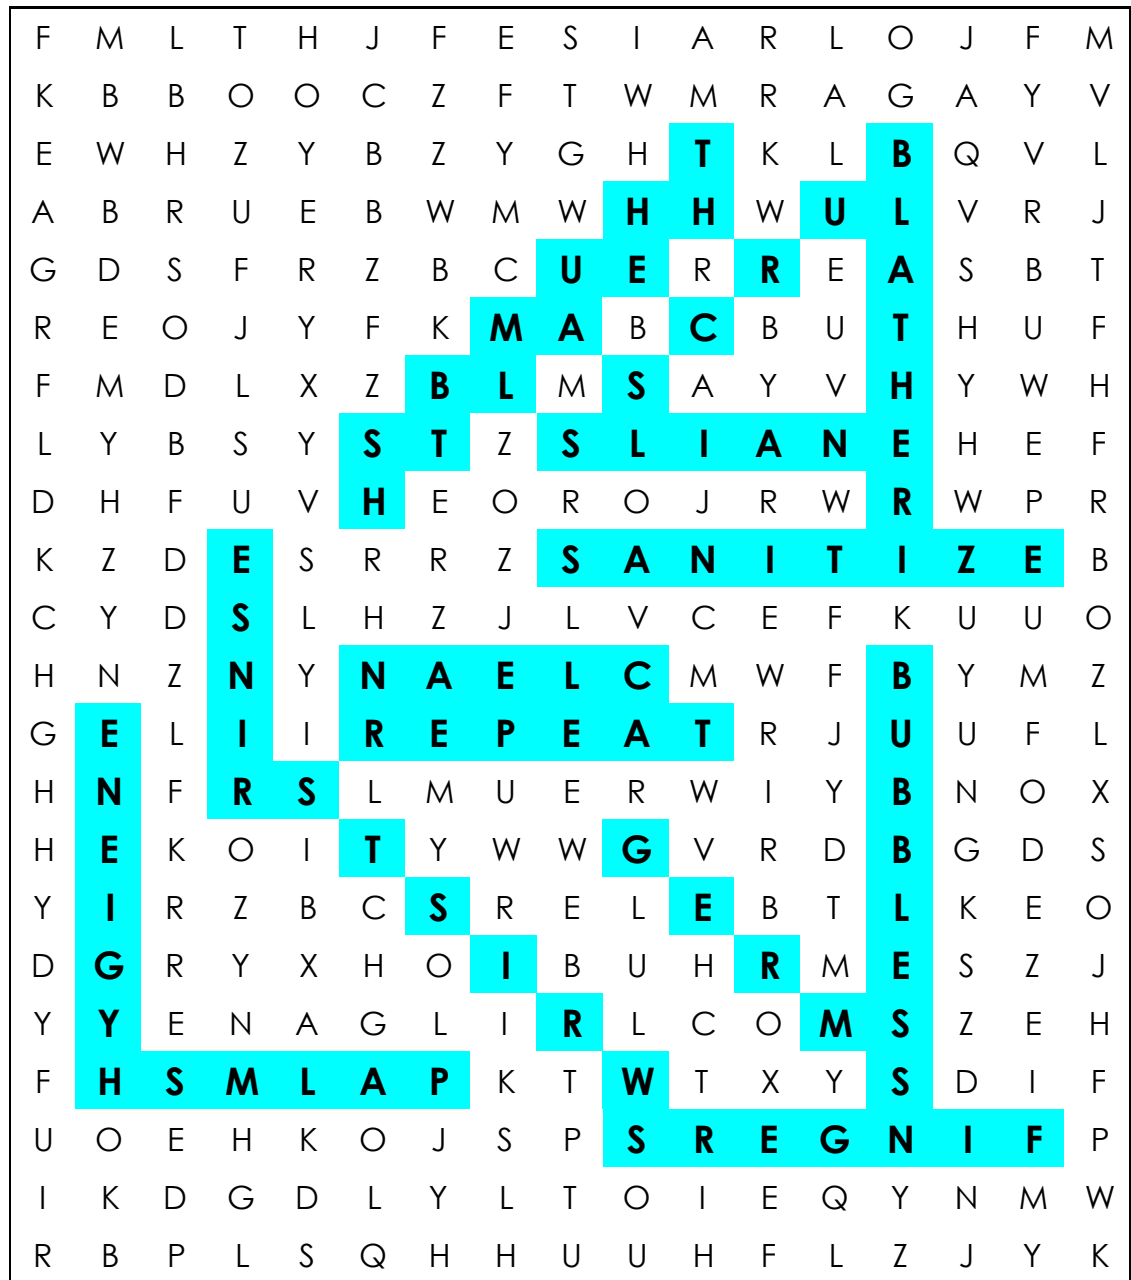 F M L T H J F E S I A R L O J F M
K B B O O C Z F T W M R A G A Y V
E W H Z Y B Z Y G H T K L B Q V L
A B R U E B W M W H H W U L V R J
G D S F R Z B C U E R R E A S B T
R E O J Y F K M A B C B U T H U F
F M D L X Z B L M S A Y V H Y W H
L Y B S Y S T Z S L I A N E H E F
D H F U V H E O R O J R W R W P R
K Z D E S R R Z S A N I T I Z E B
C Y D S L H Z J L V C E F K U U O
H N Z N Y N A E L C M W F B Y M Z
G E L I I R E P E A T R J U U F L
H N F R S L M U E R W I Y B N O X
H E K O I T Y W W G V R D B G D S
Y I R Z B C S R E L E B T L K E O
D G R Y X H O I B U H R M E S Z J
Y Y E N A G L I R L C O M S Z E H
F H S M L A P K T W T X Y S D I F
U O E H K O J S P S R E G N I F P
I K D G D L Y L T O I E Q Y N M W
R B P L S Q H H U U H F L Z J Y K